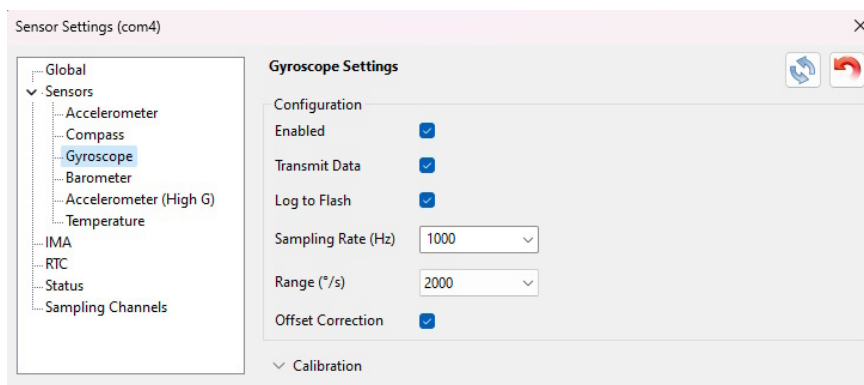 Sensor Settings (com4)
Global
Sensors
Accelerometer
Compass
Gyroscope
Barometer
Accelerometer (High G)
Temperature
IMA
RTC
Status
Sampling Channels
Gyroscope Settings
Configuration
Enabled
Transmit Data
Log to Flash
Sampling Rate (Hz) 1000
Range (°/s) 2000
Offset Correction
Calibration